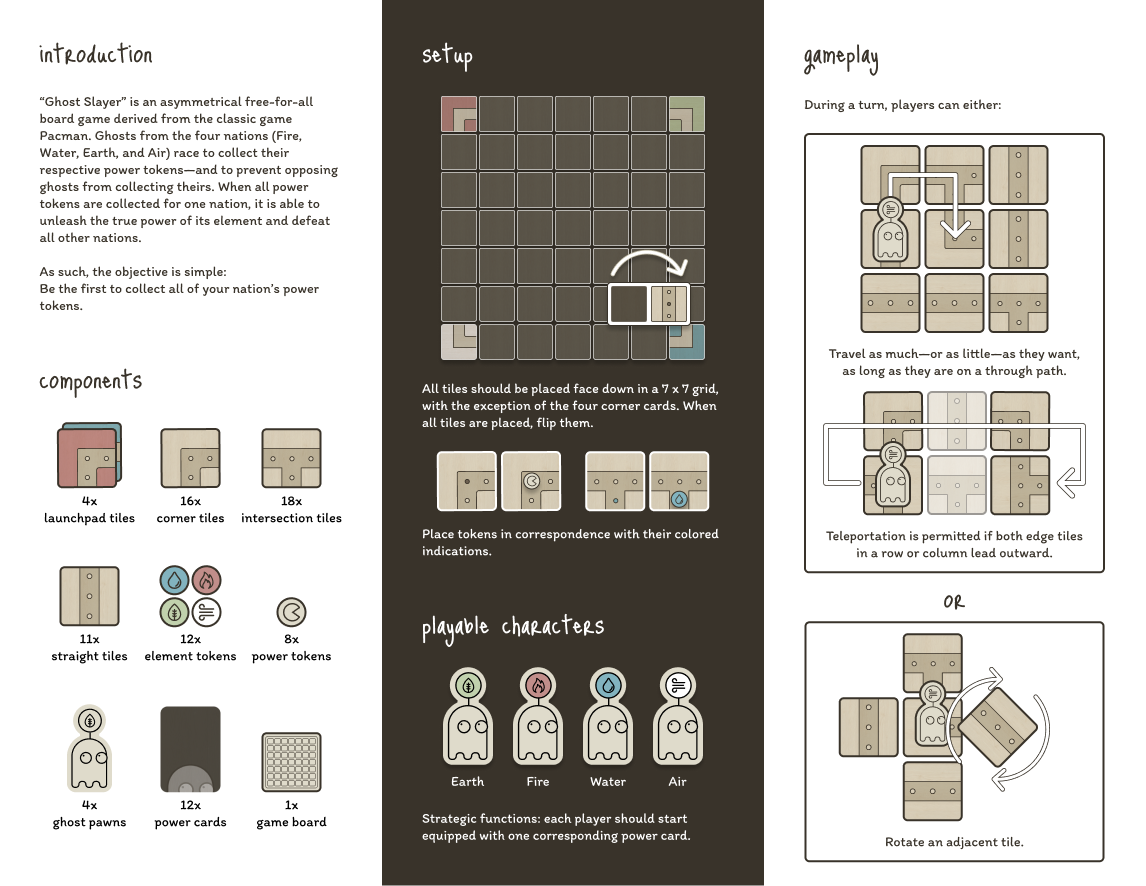 introduction
“Ghost Slayer” is an asymmetrical free-for-all
board game derived from the classic game
Pacman. Ghosts from the four nations (Fire,
Water, Earth, and Air) race to collect their
respective power tokens—and to prevent opposing
ghosts from collecting theirs. When all power
tokens are collected for one nation, it is able to
unleash the true power of its element and defeat
all other nations.
As such, the objective is simple:
Be the first to collect all of your nation’s power
tokens.
components
4x
launchpad tiles
16x
corner tiles
18x
intersection tiles
11x
straight tiles
12x
element tokens
8x
power tokens
4x
ghost pawns
12x
power cards
1x
game board
setup
All tiles should be placed face down in a 7 x 7 grid,
with the exception of the four corner cards. When
all tiles are placed, flip them.
Place tokens in correspondence with their colored
indications.
playable characters
Earth
Fire
Water
Air
Strategic functions: each player should start
equipped with one corresponding power card.
gameplay
During a turn, players can either:
Travel as much—or as little—as they want,
as long as they are on a through path.
Teleportation is permitted if both edge tiles
in a row or column lead outward.
OR
Rotate an adjacent tile.